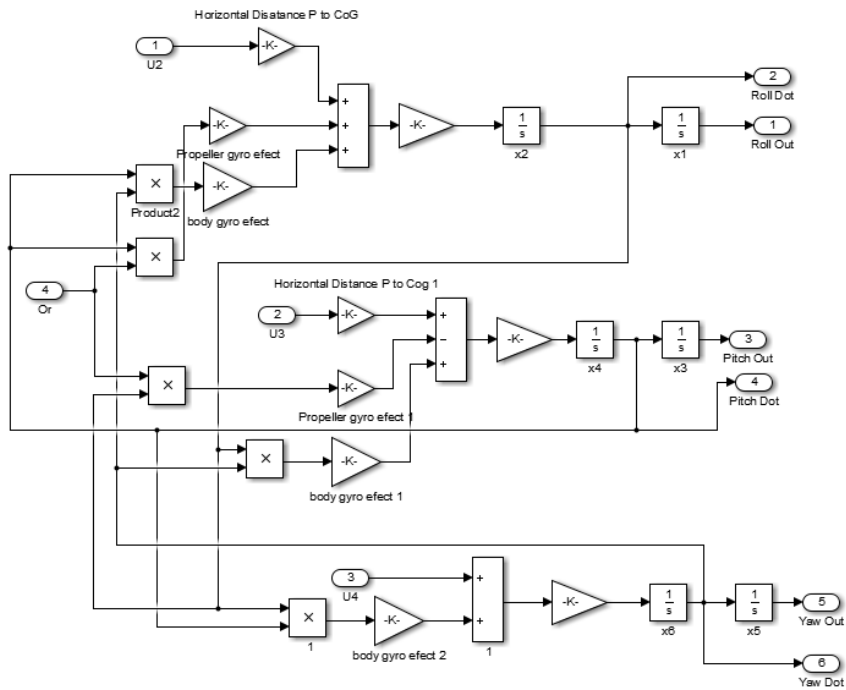 Horizontal Disatance P to CoG
1
U2
-K-
2
Roll Dot
+
+
+
-K-
-K-
1
s
x2
1
s
x1
1
Roll Out
Propeller gyro efect
×
Product2
-K-
body gyro efect
×
4
Or
Horizontal Distance P to Cog 1
2
U3
-K-
+
−
+
-K-
1
s
x4
1
s
x3
3
Pitch Out
4
Pitch Dot
×
-K-
Propeller gyro efect 1
×
-K-
body gyro efect 1
3
U4
+
+
1
-K-
1
s
x6
1
s
x5
5
Yaw Out
×
1
-K-
body gyro efect 2
6
Yaw Dot